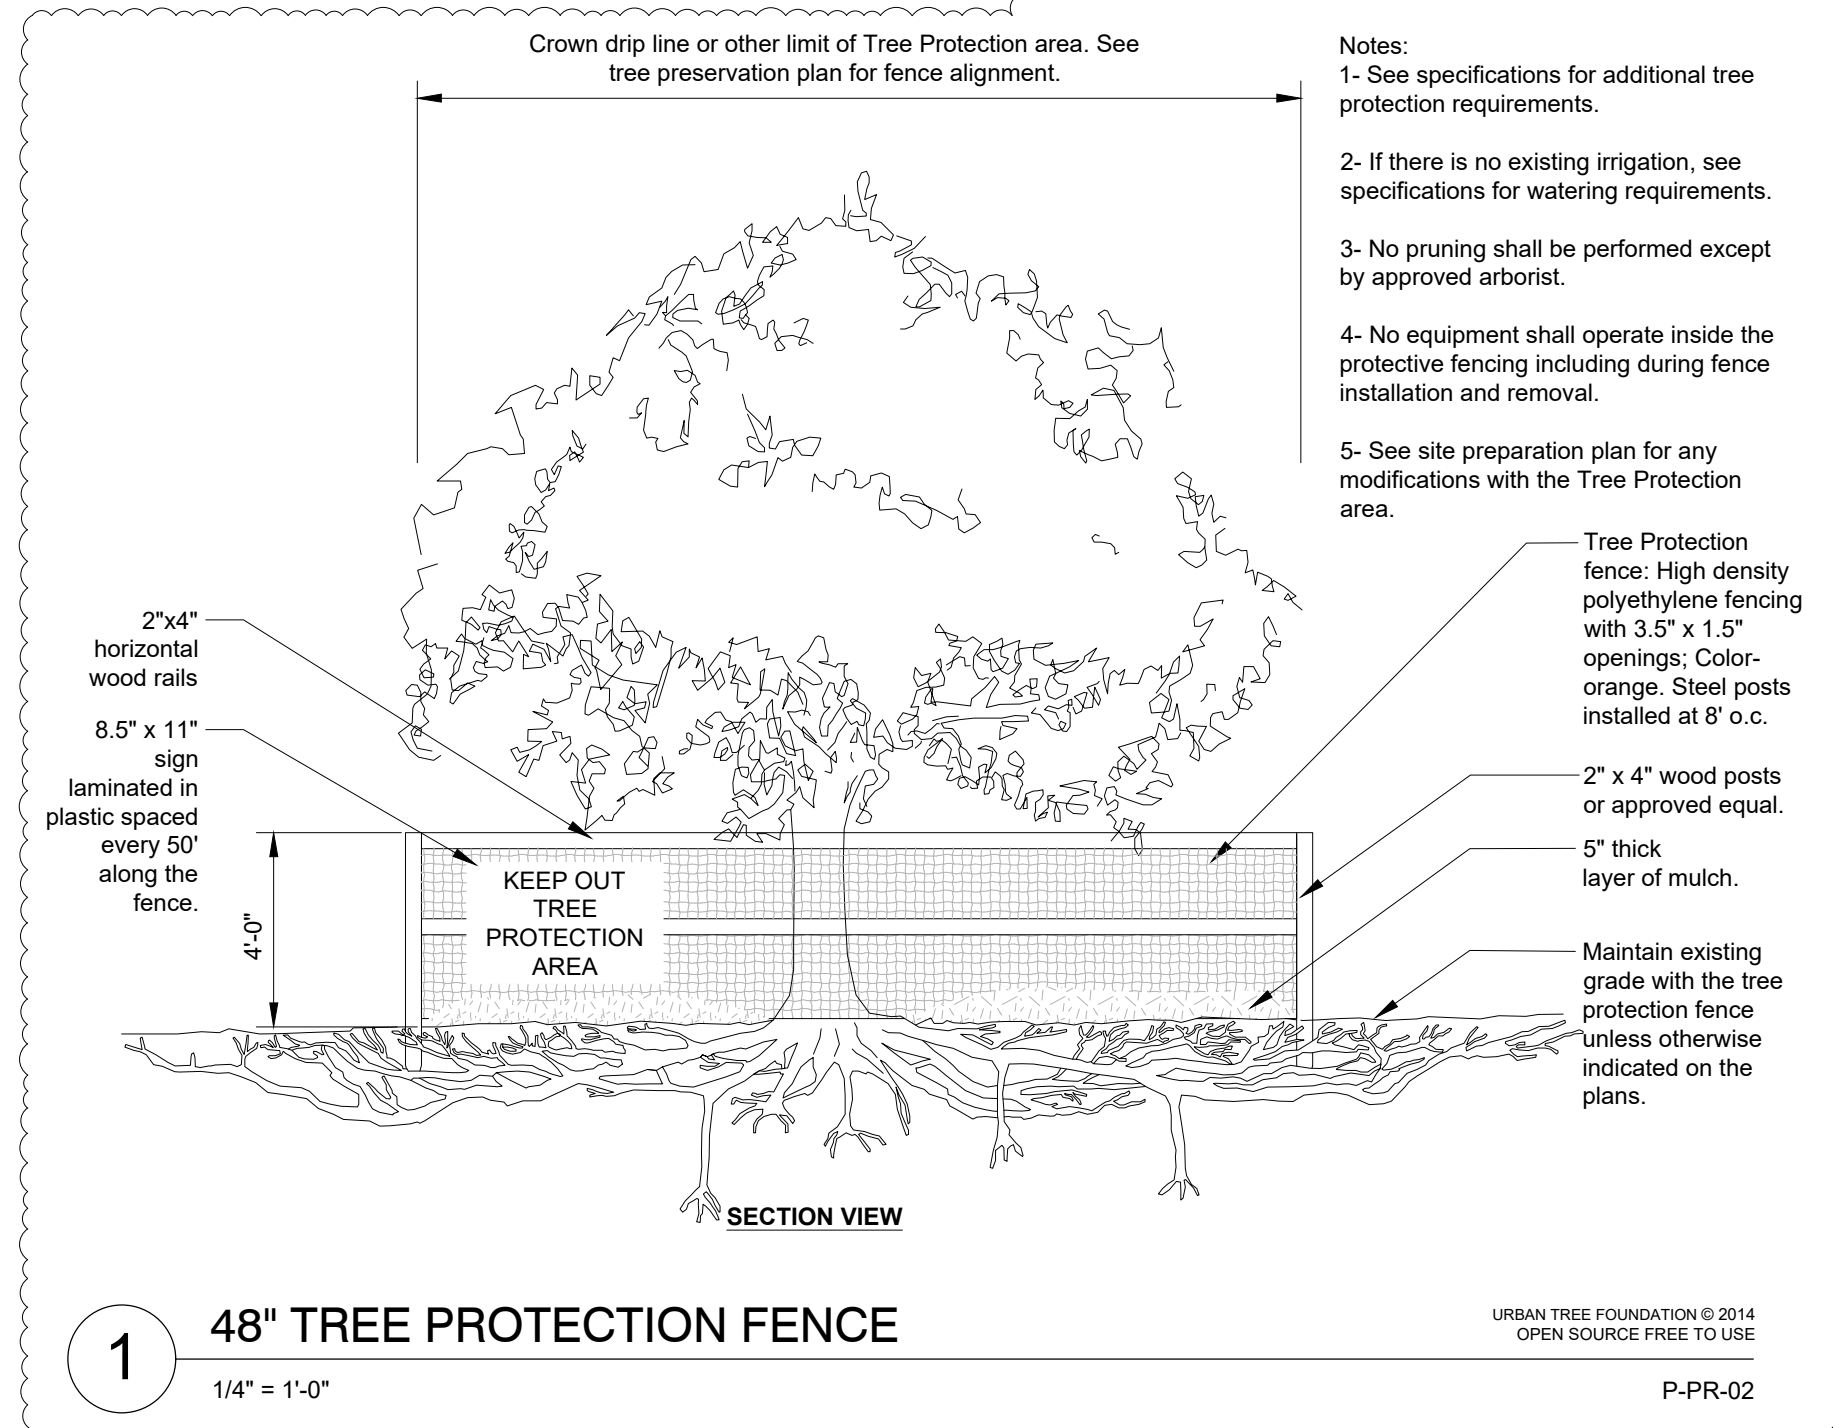 Crown drip line or other limit of Tree Protection area. See
tree preservation plan for fence alignment.
Notes:
1- See specifications for additional tree
protection requirements.
2- If there is no existing irrigation, see
specifications for watering requirements.
3- No pruning shall be performed except
by approved arborist.
4- No equipment shall operate inside the
protective fencing including during fence
installation and removal.
5- See site preparation plan for any
modifications with the Tree Protection
area.
2"x4"
horizontal
wood rails
8.5" x 11"
sign
laminated in
plastic spaced
every 50'
along the
fence.
4'-0"
KEEP OUT
TREE
PROTECTION
AREA
Tree Protection
fence: High density
polyethylene fencing
with 3.5" x 1.5"
openings; Color-
orange. Steel posts
installed at 8' o.c.
2" x 4" wood posts
or approved equal.
5" thick
layer of mulch.
Maintain existing
grade with the tree
protection fence
unless otherwise
indicated on the
plans.
SECTION VIEW
1
48" TREE PROTECTION FENCE
1/4" = 1'-0"
URBAN TREE FOUNDATION © 2014
OPEN SOURCE FREE TO USE
P-PR-02